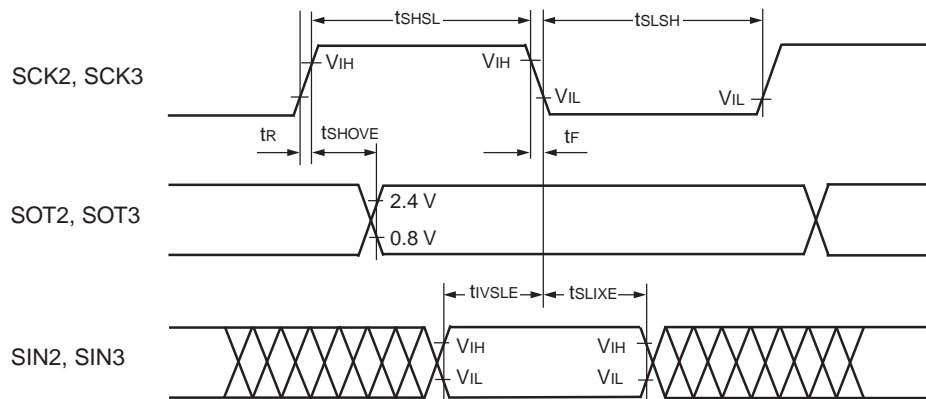 tSHSL
tSLSH
SCK2, SCK3
VIH
VIH
VIL
VIL
tR
tSHOVE
tF
SOT2, SOT3
2.4 V
0.8 V
tIVSLE
tSLIXE
SIN2, SIN3
VIH
VIH
VIL
VIL